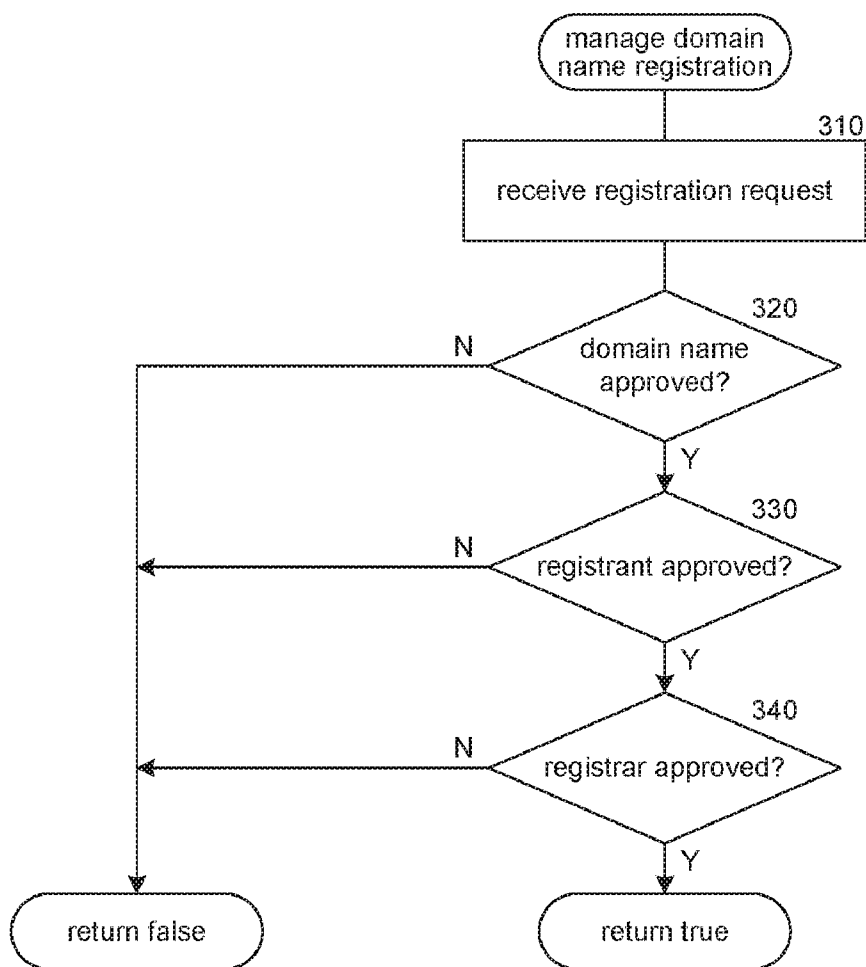 manage domain
name registration
310
receive registration request
320
N
domain name
approved?
Y
330
N
registrant approved?
Y
340
N
registrar approved?
Y
return false
return true